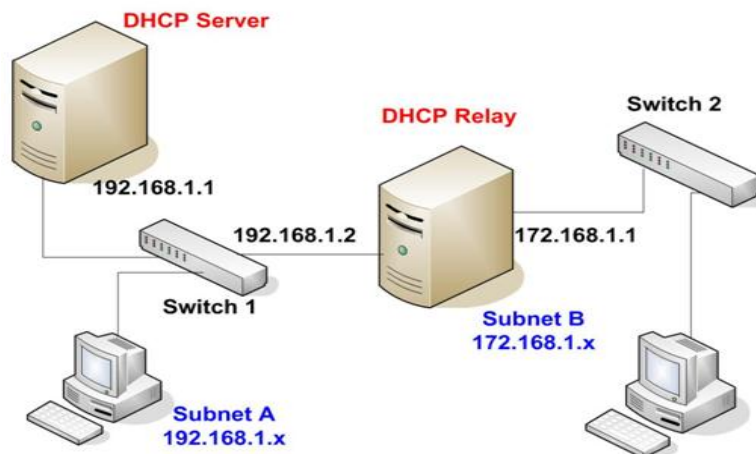 DHCP Server
Switch 2
DHCP Relay
192.168.1.1
192.168.1.2
172.168.1.1
Switch 1
Subnet B
172.168.1.x
Subnet A
192.168.1.x